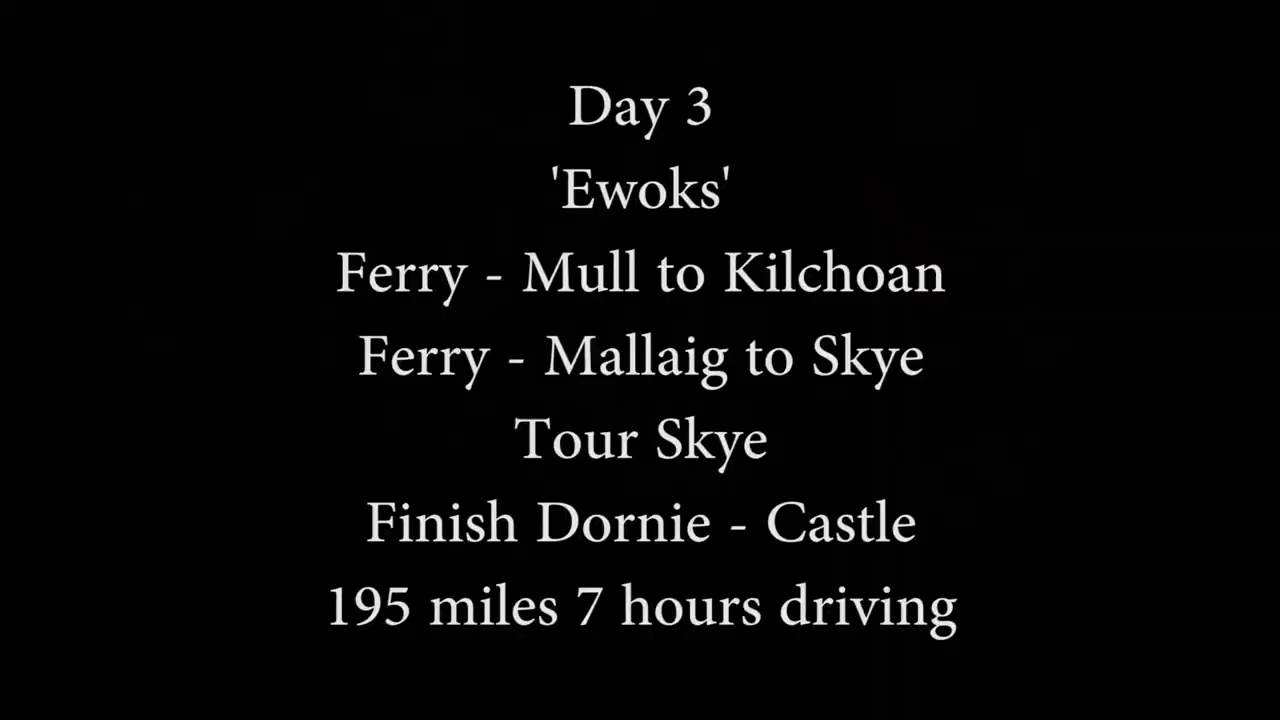 Day 3
'Ewoks'
Ferry - Mull to Kilchoan
Ferry - Mallaig to Skye
Tour Skye
Finish Dornie - Castle
195 miles 7 hours driving